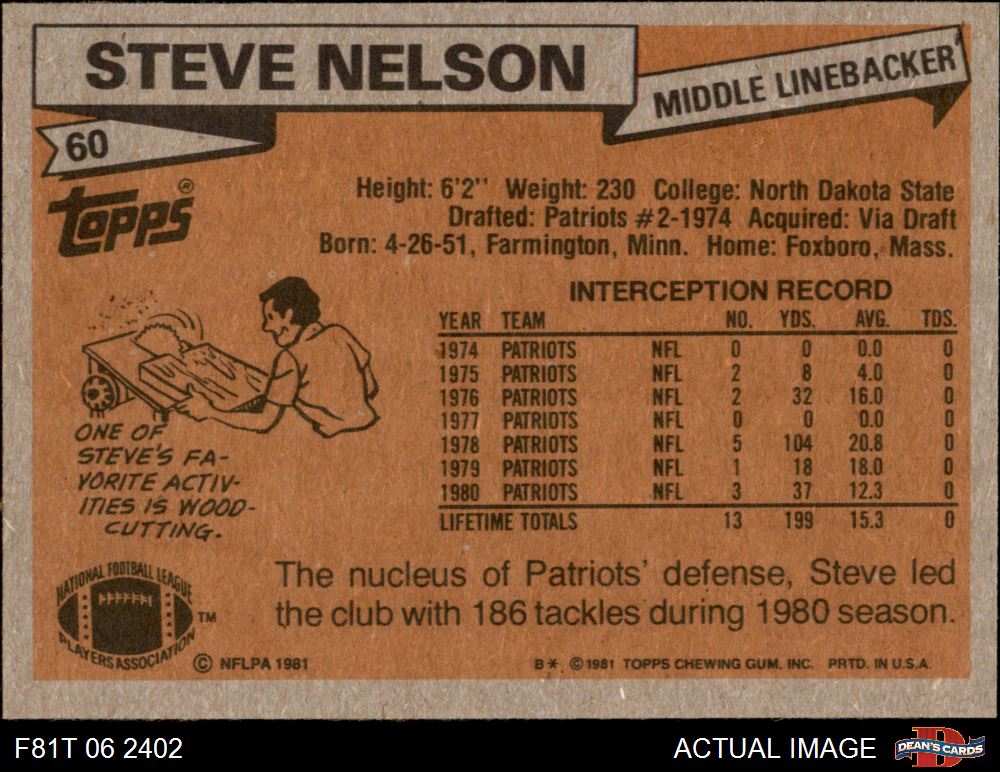 STEVE NELSON
MIDDLE LINEBACKER
60
topps®
Height: 6'2'' Weight: 230 College: North Dakota State
Drafted: Patriots #2-1974 Acquired: Via Draft
Born: 4-26-51, Farmington, Minn. Home: Foxboro, Mass.
INTERCEPTION RECORD
YEAR TEAM NO. YDS. AVG. TDS.
1974 PATRIOTS NFL 0 0 0.0 0
1975 PATRIOTS NFL 2 8 4.0 0
1976 PATRIOTS NFL 2 32 16.0 0
1977 PATRIOTS NFL 0 0 0.0 0
1978 PATRIOTS NFL 5 104 20.8 0
1979 PATRIOTS NFL 1 18 18.0 0
1980 PATRIOTS NFL 3 37 12.3 0
LIFETIME TOTALS 13 199 15.3 0
ONE OF
STEVE'S FA-
VORITE ACTIV-
ITIES IS WOOD-
CUTTING.
The nucleus of Patriots' defense, Steve led
the club with 186 tackles during 1980 season.
NATIONAL FOOTBALL LEAGUE
PLAYERS ASSOCIATION
™
© NFLPA 1981
B* © 1981 TOPPS CHEWING GUM, INC. PRTD. IN U.S.A.
F81T 06 2402
ACTUAL IMAGE
D
DEAN'S CARDS